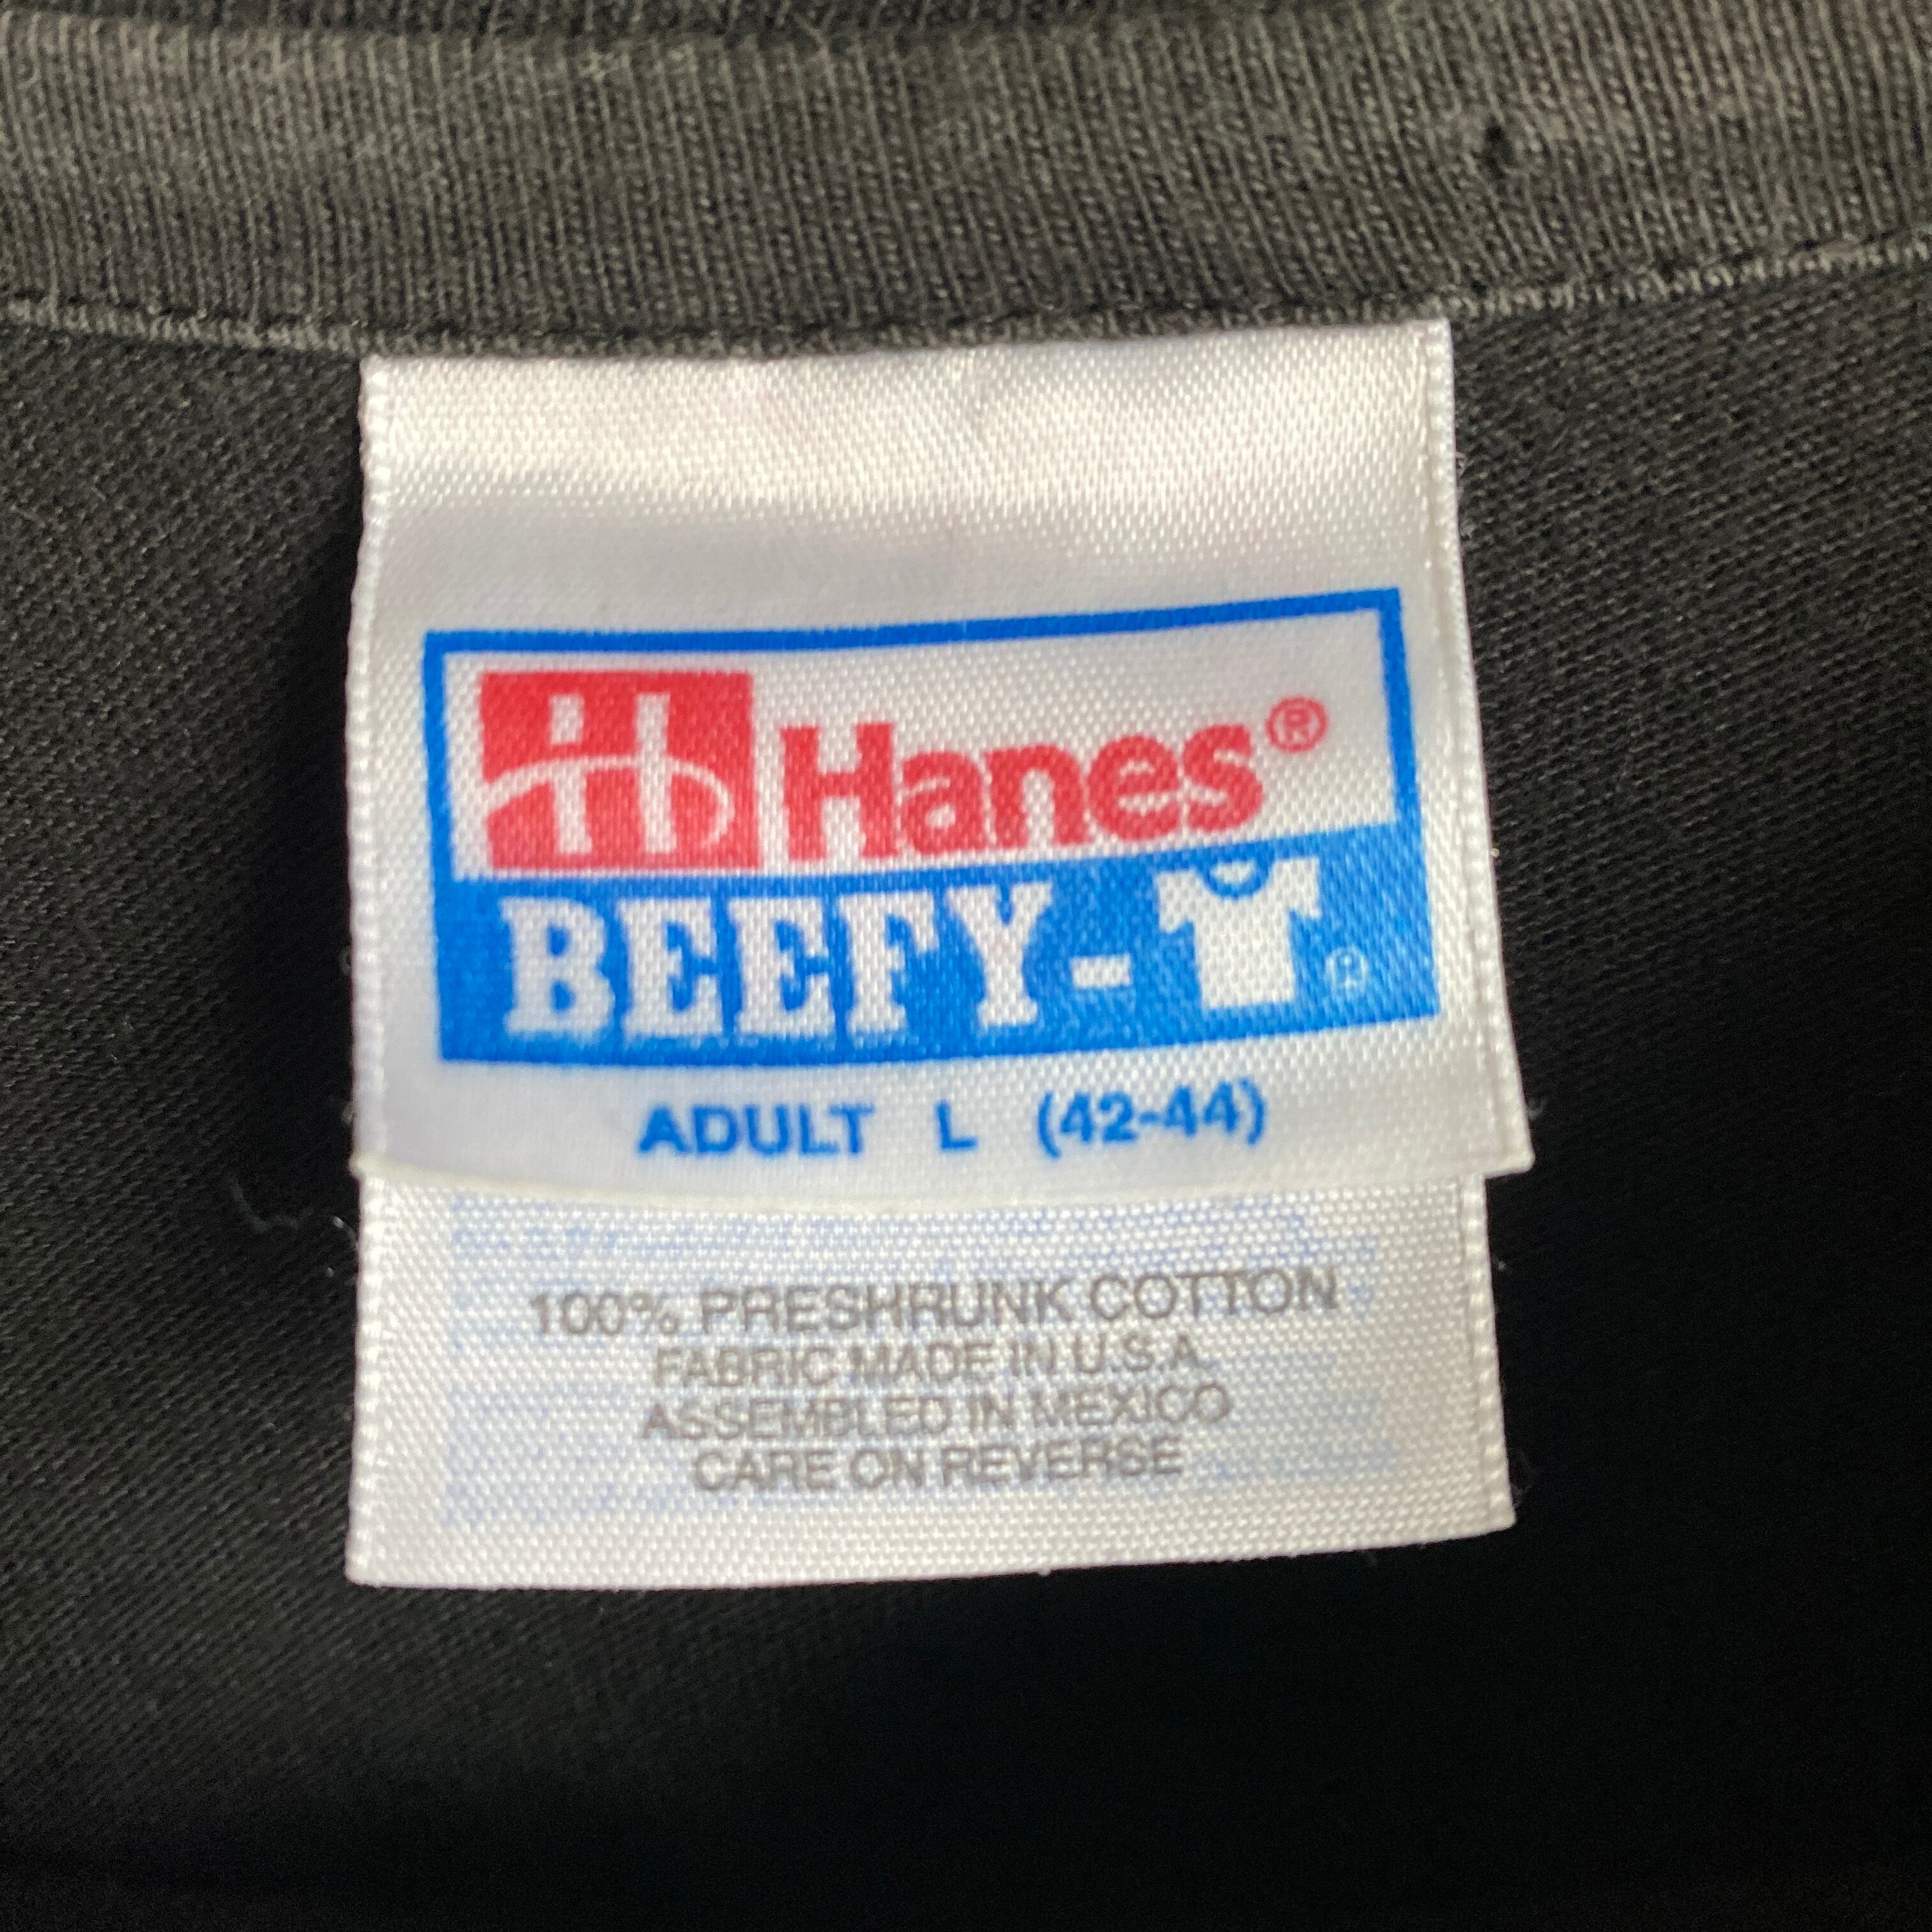 Hanes®
BEEFY-®
ADULT L (42-44)
100% PRESHRUNK COTTON
FABRIC MADE IN U.S.A.
ASSEMBLED IN MEXICO
CARE ON REVERSE